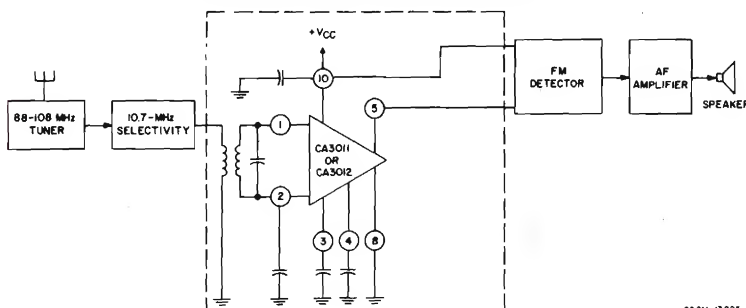 +VCC
10
5
1
2
3
4
8
88-108 MHz
TUNER
10.7-MHz
SELECTIVITY
CA3011
OR
CA3012
FM
DETECTOR
AF
AMPLIFIER
SPEAKER